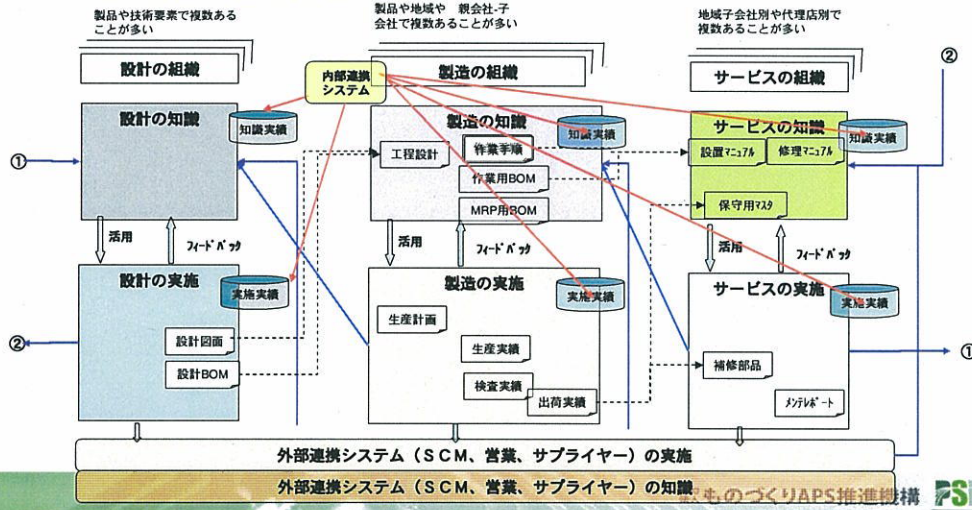 製品や技術要素で複数ある
ことが多い
製品や地域や 親会社-子
会社で複数あることが多い
地域子会社別や代理店別で
複数あることが多い
設計の組織
内部連携
システム
製造の組織
サービスの組織
②
設計の知識
知識実績
製造の知識
知識実績
サービスの知識
知識実績
①
工程設計
作業手順
作業用BOM
MRP用BOM
設置マニュアル
修理マニュアル
保守用マスタ
活用
フィードバック
活用
フィードバック
活用
フィードバック
設計の実施
実施実績
製造の実施
実施実績
サービスの実施
実施実績
②
設計図面
設計BOM
生産計画
生産実績
検査実績
出荷実績
補修部品
メンテレポート
①
外部連携システム(SCM、営業、サプライヤー)の実施
外部連携システム(SCM、営業、サプライヤー)の知識
ものづくりAPS推進機構